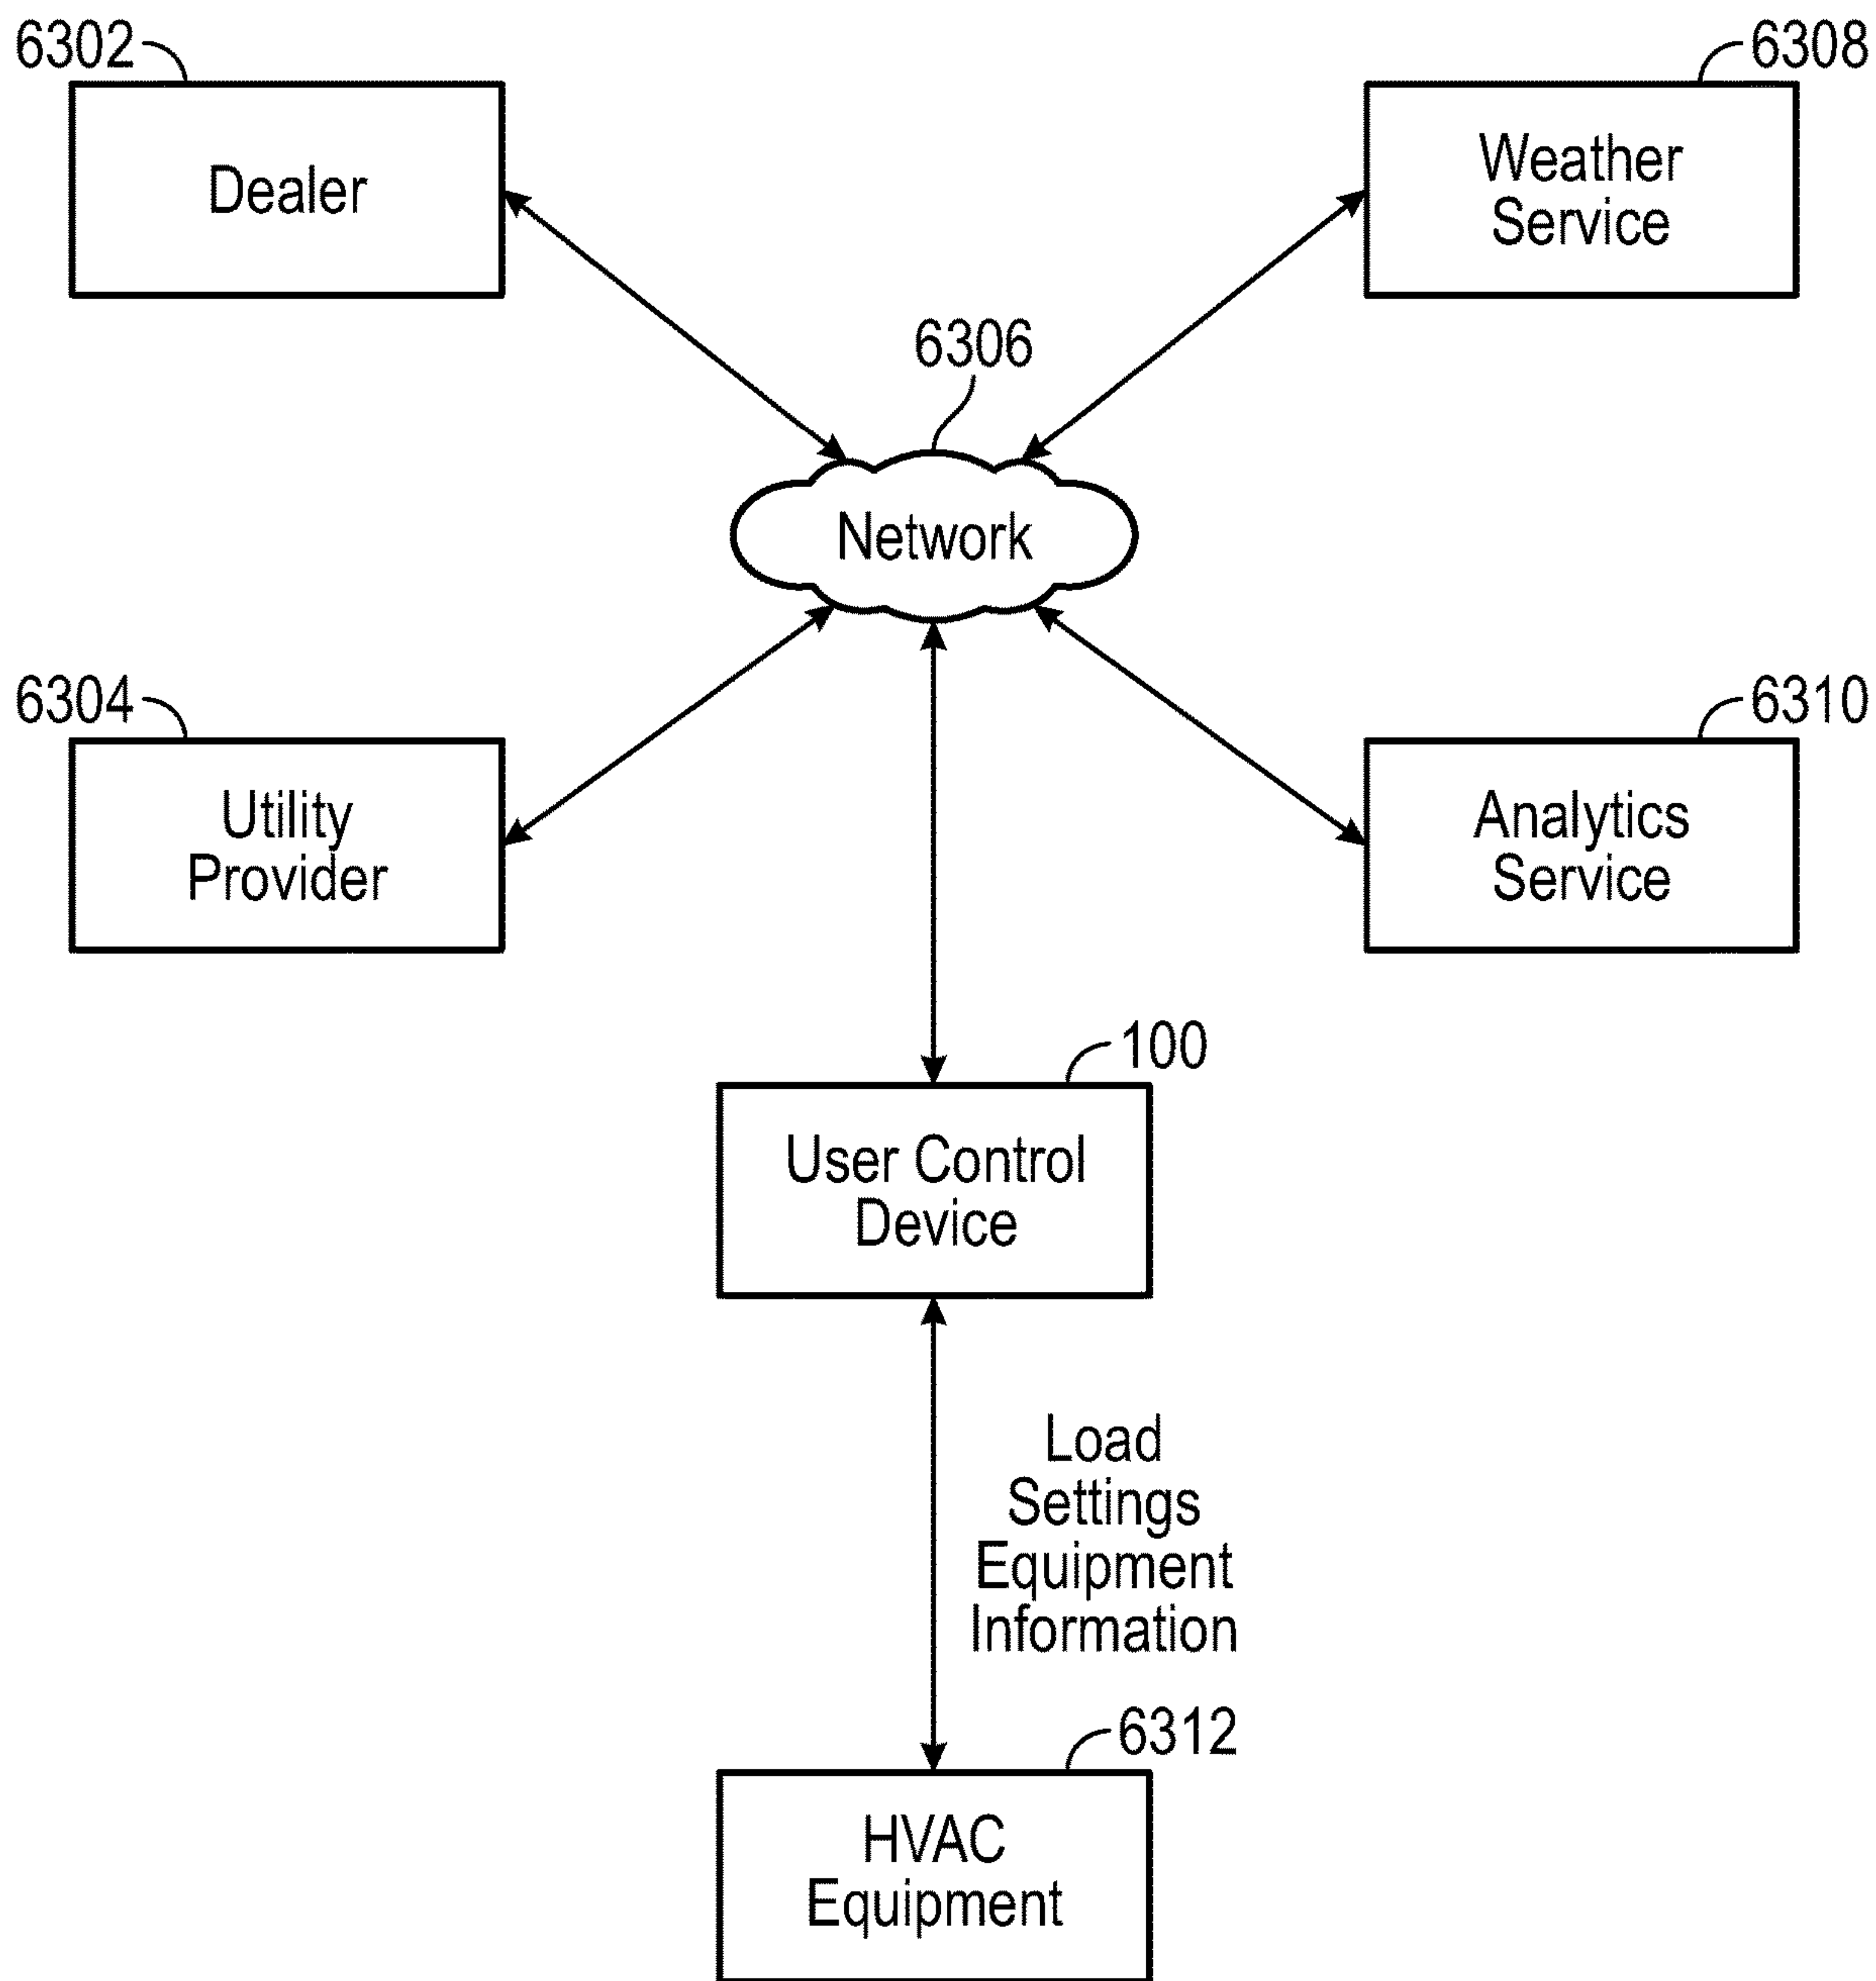 6302
6308
Dealer
Weather
Service
6306
Network
6304
6310
Utility
Provider
Analytics
Service
100
User Control
Device
Load
Settings
Equipment
Information
6312
HVAC
Equipment